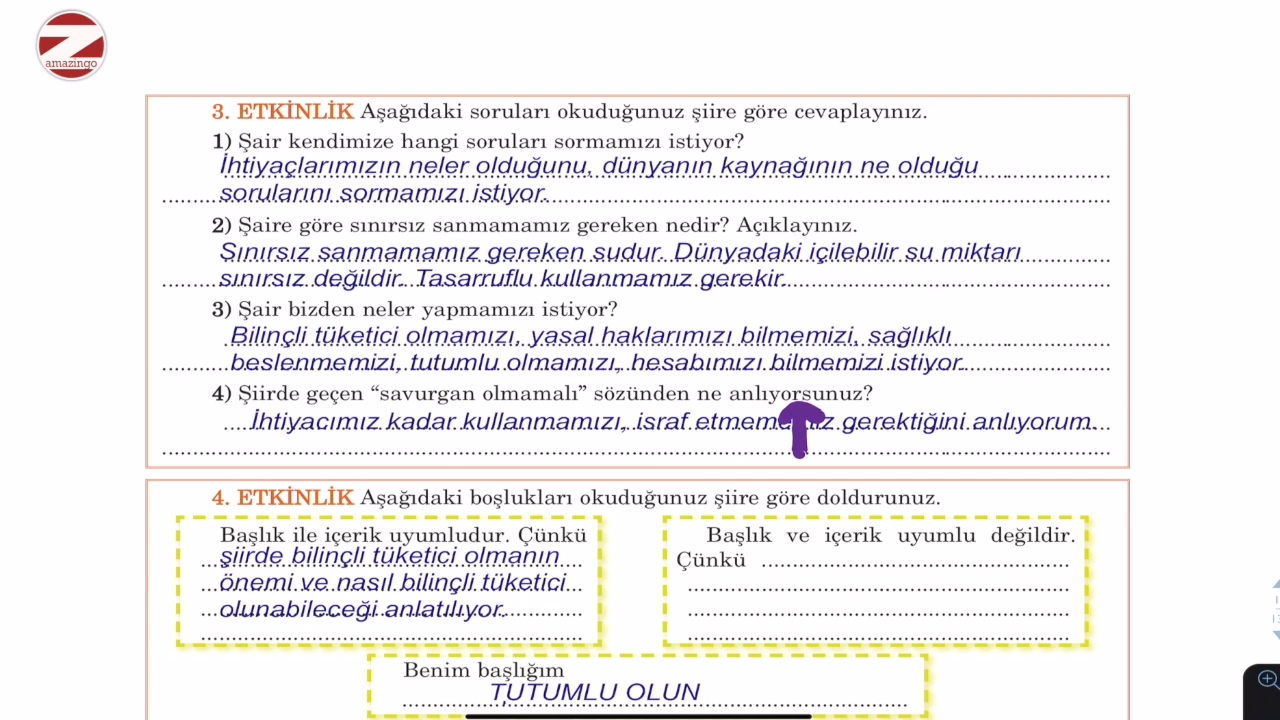 amazingo
3. ETKİNLİK Aşağıdaki soruları okuduğunuz şiire göre cevaplayınız.
1) Şair kendimize hangi soruları sormamızı istiyor?
İhtiyaçlarımızın neler olduğunu, dünyanın kaynağının ne olduğu
sorularını sormamızı istiyor.
2) Şaire göre sınırsız sanmamamız gereken nedir? Açıklayınız.
Sınırsız sanmamamız gereken sudur. Dünyadaki içilebilir su miktarı
sınırsız değildir. Tasarruflu kullanmamız gerekir.
3) Şair bizden neler yapmamızı istiyor?
Bilinçli tüketici olmamızı, yasal haklarımızı bilmemizi, sağlıklı
beslenmemizi, tutumlu olmamızı, hesabımızı bilmemizi istiyor.
4) Şiirde geçen “savurgan olmamalı” sözünden ne anlıyorsunuz?
İhtiyacımız kadar kullanmamızı, israf gerektiğini anlıyorum.
4. ETKİNLİK Aşağıdaki boşlukları okuduğunuz şiire göre doldurunuz.
Başlık ile içerik uyumludur. Çünkü
şiirde bilinçli tüketici olmanın
önemi ve nasıl bilinçli tüketici
olunabileceği anlatılıyor.
Başlık ve içerik uyumlu değildir.
Çünkü
Benim başlığım
TUTUMLU OLUN